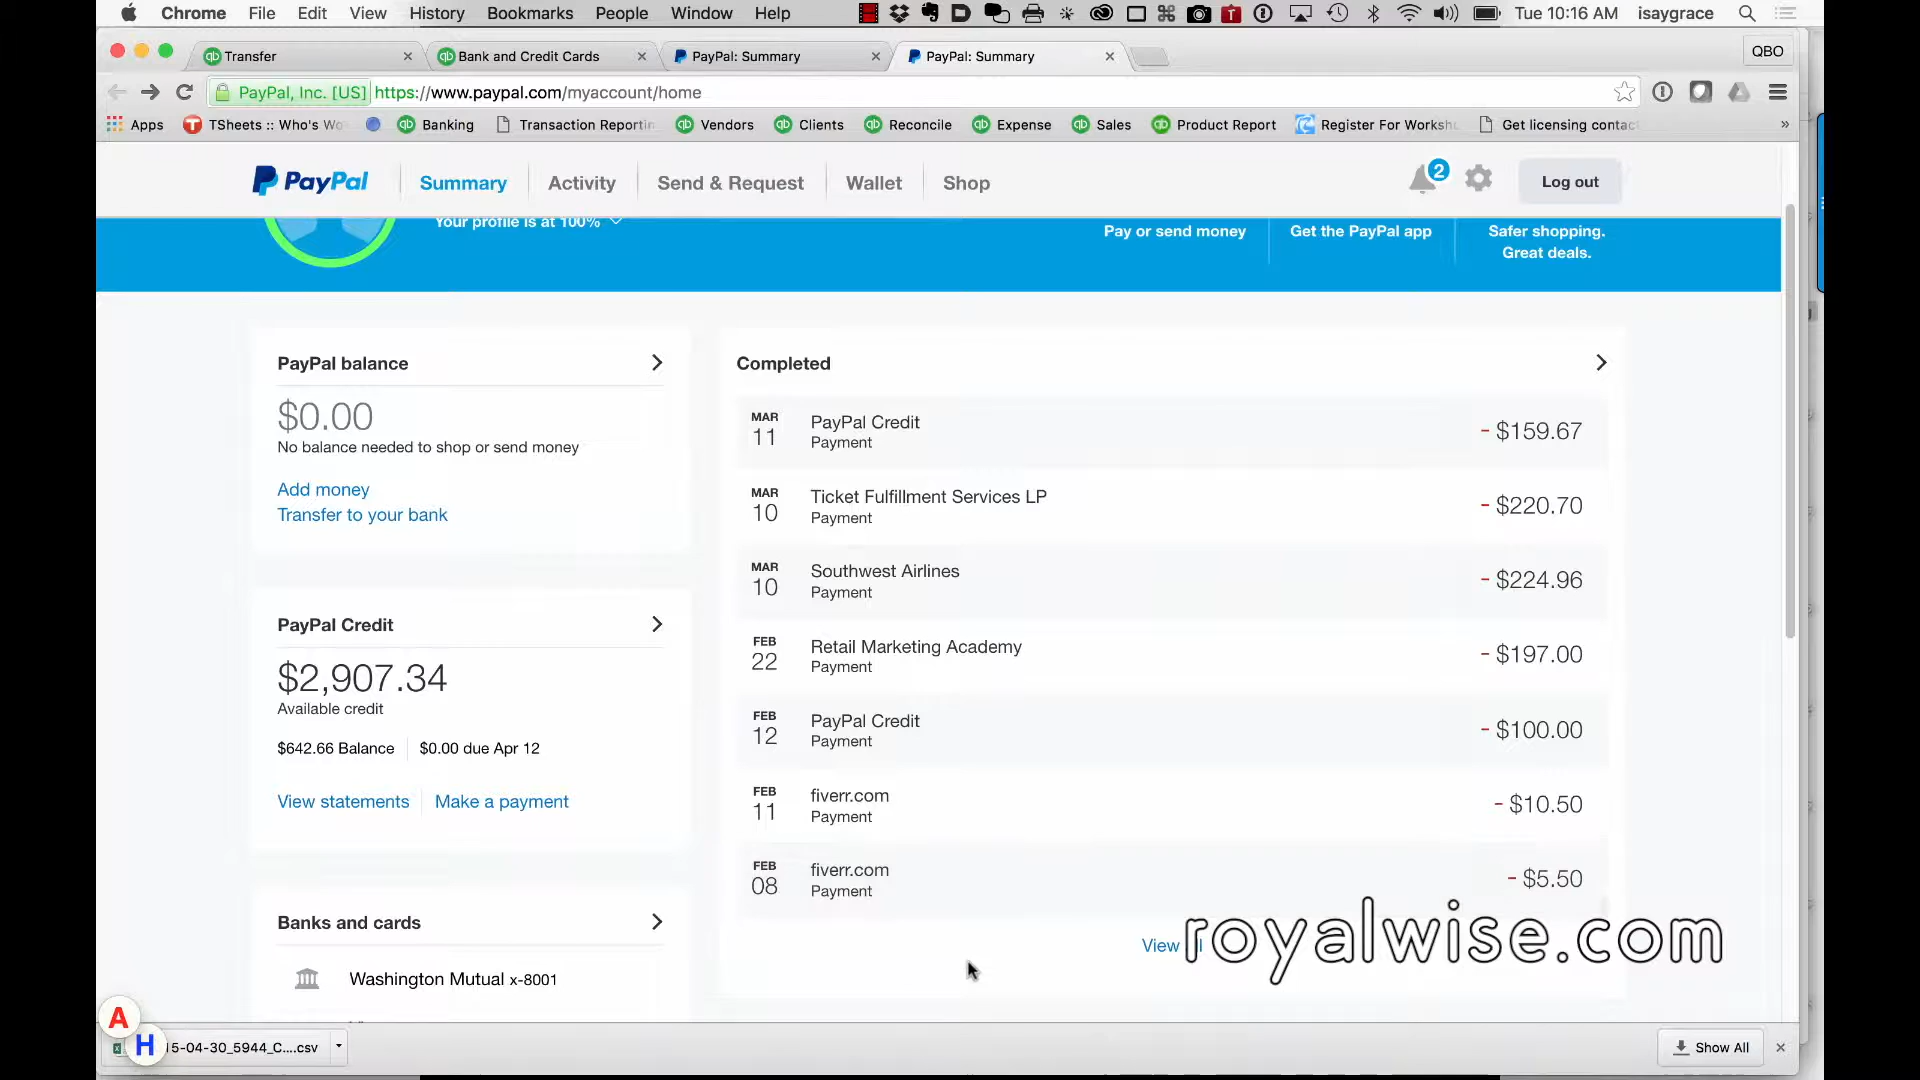 Chrome File Edit View History Bookmarks People Window Help Tue 10:16 AM isaygrace
Transfer Bank and Credit Cards PayPal: Summary PayPal: Summary QBO
PayPal, Inc. [US] https://www.paypal.com/myaccount/home
Apps TSheets :: Who's Wo Banking Transaction Reportin Vendors Clients Reconcile Expense Sales Product Report Register For Worksh Get licensing contac »
PayPal Summary Activity Send & Request Wallet Shop 2 Log out
Your profile is at 100%
Pay or send money Get the PayPal app Safer shopping.
Great deals.
PayPal balance
$0.00
No balance needed to shop or send money
Add money
Transfer to your bank
PayPal Credit
$2,907.34
Available credit
$642.66 Balance $0.00 due Apr 12
View statements Make a payment
Banks and cards
Washington Mutual x-8001
Completed
MAR
11 PayPal Credit
Payment - $159.67
MAR
10 Ticket Fulfillment Services LP
Payment - $220.70
MAR
10 Southwest Airlines
Payment - $224.96
FEB
22 Retail Marketing Academy
Payment - $197.00
FEB
12 PayPal Credit
Payment - $100.00
FEB
11 fiverr.com
Payment - $10.50
FEB
08 fiverr.com
Payment - $5.50
View
royalwise.com
A
H 15-04-30_5944_C....csv Show All